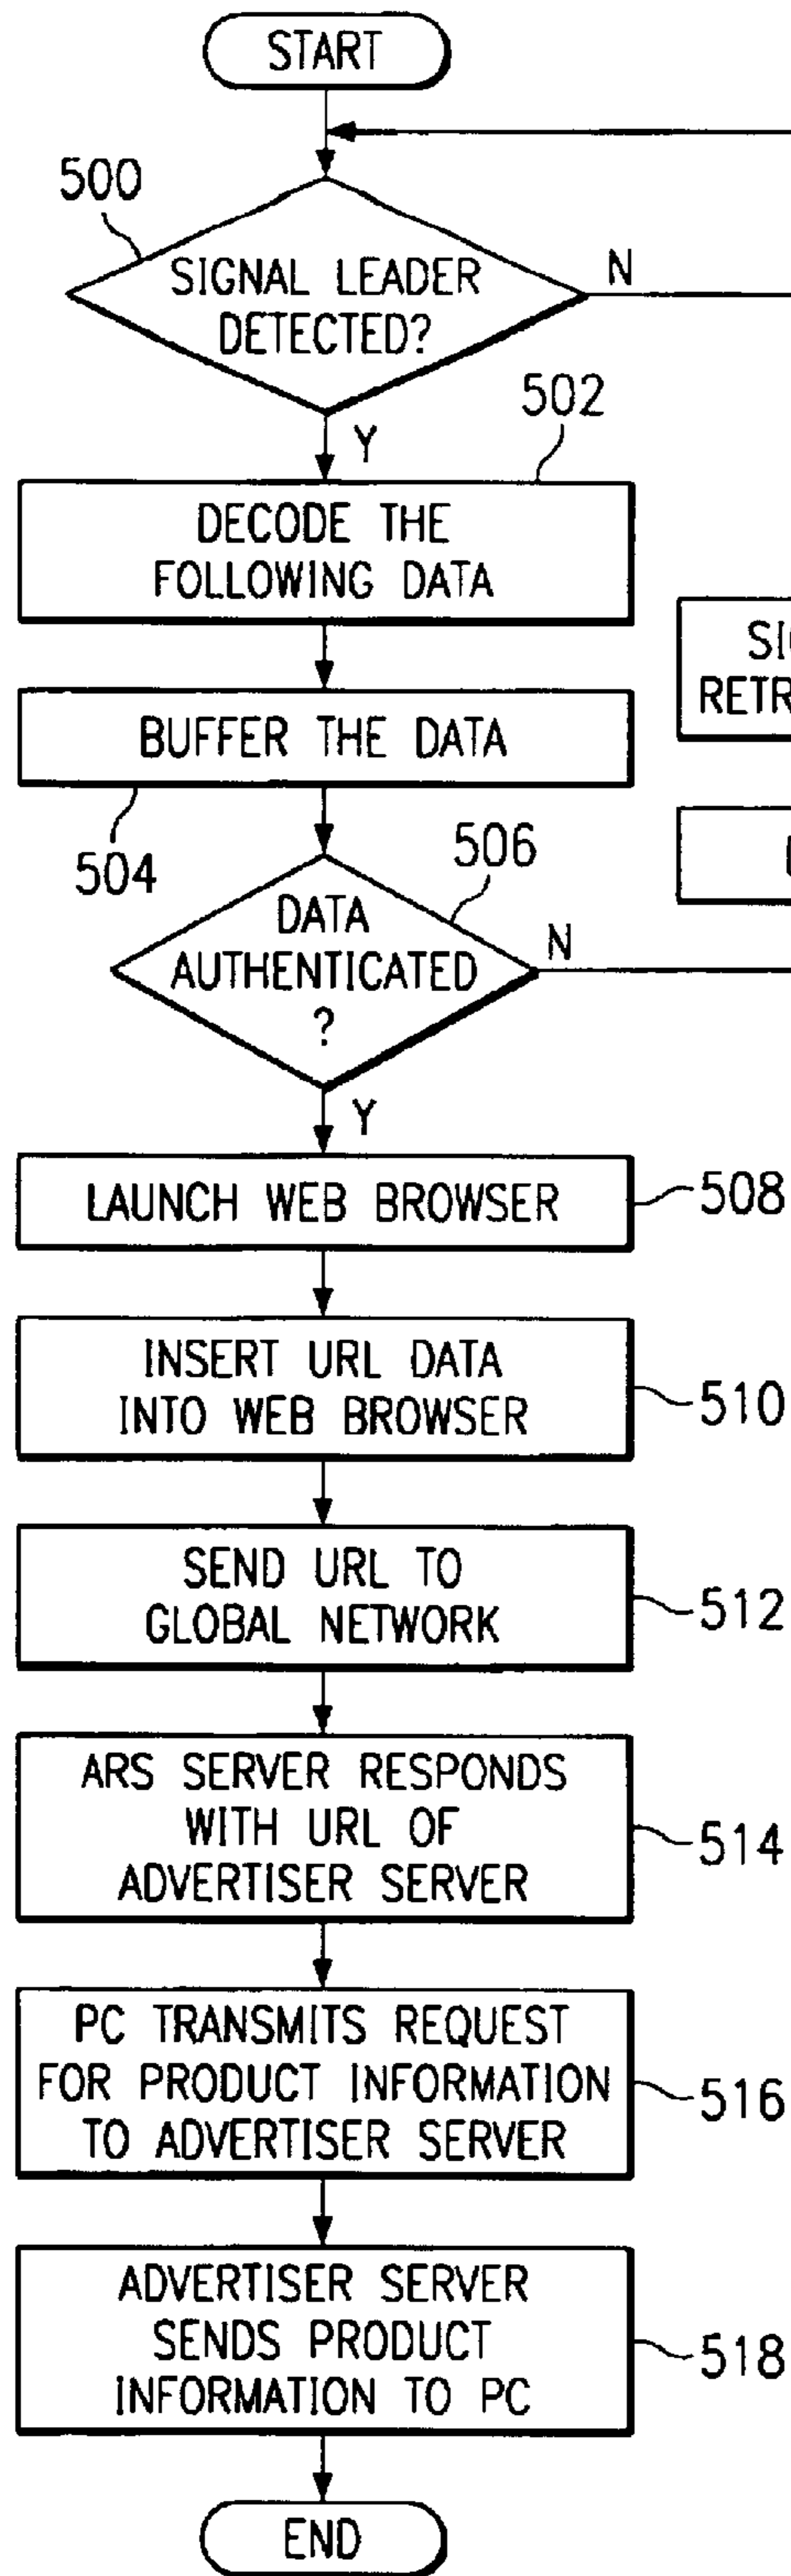 START
500
SIGNAL LEADER
DETECTED?
N
Y
502
DECODE THE
FOLLOWING DATA
BUFFER THE DATA
504
506
DATA
AUTHENTICATED
?
N
Y
LAUNCH WEB BROWSER
508
INSERT URL DATA
INTO WEB BROWSER
510
SEND URL TO
GLOBAL NETWORK
512
ARS SERVER RESPONDS
WITH URL OF
ADVERTISER SERVER
514
PC TRANSMITS REQUEST
FOR PRODUCT INFORMATION
TO ADVERTISER SERVER
516
ADVERTISER SERVER
SENDS PRODUCT
INFORMATION TO PC
518
END